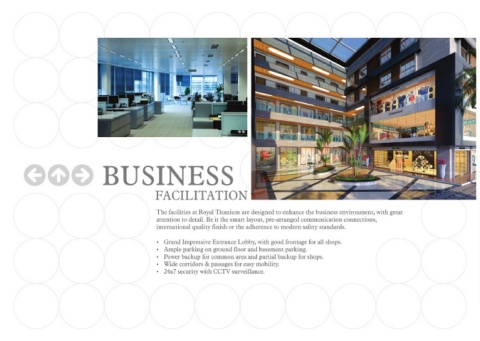 BUSINESS
FACILITATION
The facilities at Royal Titanium are designed to enhance the business environment, with great
attention to detail. Be it the smart layout, pre-arranged communication connections,
international quality finish or the adherence to modern safety standards.
• Grand Impressive Entrance Lobby, with good frontage for all shops.
• Ample parking on ground floor and basement parking.
• Power backup for common area and partial backup for shops.
• Wide corridors & passages for easy mobility.
• 24x7 security with CCTV surveillance.